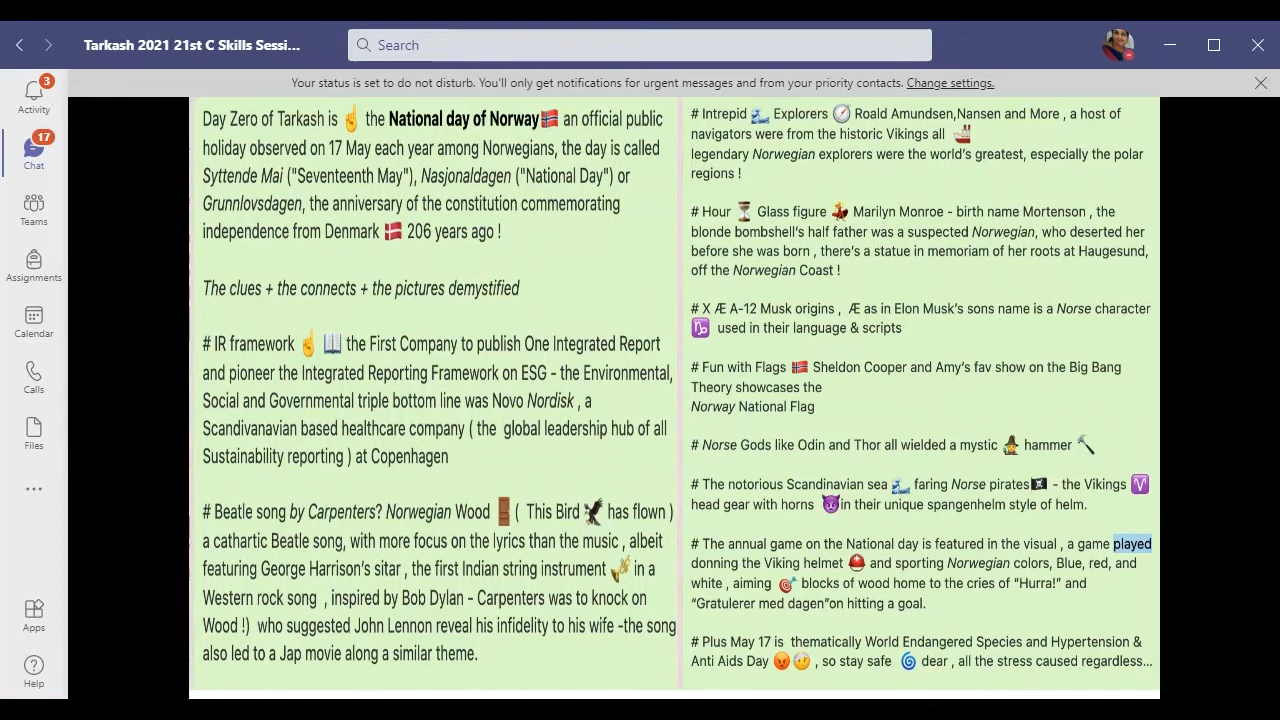 Tarkash 2021 21st C Skills Sessi...
Search
Your status is set to do not disturb. You'll only get notifications for urgent messages and from your priority contacts. Change settings.
3
Activity
17
Chat
Teams
Assignments
Calendar
Calls
Files
...
Apps
Help
Day Zero of Tarkash is ☝️ the National day of Norway🇳🇴 an official public
holiday observed on 17 May each year among Norwegians, the day is called
Syttende Mai ("Seventeenth May"), Nasjonaldagen ("National Day") or
Grunnlovsdagen, the anniversary of the constitution commemorating
independence from Denmark 🇩🇰 206 years ago !
The clues + the connects + the pictures demystified
# IR framework ☝️ 📖 the First Company to publish One Integrated Report
and pioneer the Integrated Reporting Framework on ESG - the Environmental,
Social and Governmental triple bottom line was Novo Nordisk , a
Scandivanavian based healthcare company ( the global leadership hub of all
Sustainability reporting ) at Copenhagen
# Beatle song by Carpenters? Norwegian Wood 🚪 ( This Bird 🦅 has flown )
a cathartic Beatle song, with more focus on the lyrics than the music , albeit
featuring George Harrison's sitar , the first Indian string instrument 🎷 in a
Western rock song , inspired by Bob Dylan - Carpenters was to knock on
Wood !) who suggested John Lennon reveal his infidelity to his wife -the song
also led to a Jap movie along a similar theme.
# Intrepid 🌊 Explorers 🧭 Roald Amundsen,Nansen and More , a host of
navigators were from the historic Vikings all 🚢
legendary Norwegian explorers were the world's greatest, especially the polar
regions !
# Hour ⏳ Glass figure 💃 Marilyn Monroe - birth name Mortenson , the
blonde bombshell's half father was a suspected Norwegian, who deserted her
before she was born , there's a statue in memoriam of her roots at Haugesund,
off the Norwegian Coast !
# X Æ A-12 Musk origins , Æ as in Elon Musk's sons name is a Norse character
♑ used in their language & scripts
# Fun with Flags 🇳🇴 Sheldon Cooper and Amy's fav show on the Big Bang
Theory showcases the
Norway National Flag
# Norse Gods like Odin and Thor all wielded a mystic 🧙 hammer 🔨
# The notorious Scandinavian sea 🌊 faring Norse pirates🏴‍☠️ - the Vikings ♈
head gear with horns 😈in their unique spangenhelm style of helm.
# The annual game on the National day is featured in the visual , a game played
donning the Viking helmet ⛑️ and sporting Norwegian colors, Blue, red, and
white , aiming 🎯 blocks of wood home to the cries of "Hurra!" and
"Gratulerer med dagen"on hitting a goal.
# Plus May 17 is thematically World Endangered Species and Hypertension &
Anti Aids Day 😡🤕 , so stay safe 🌀 dear , all the stress caused regardless...